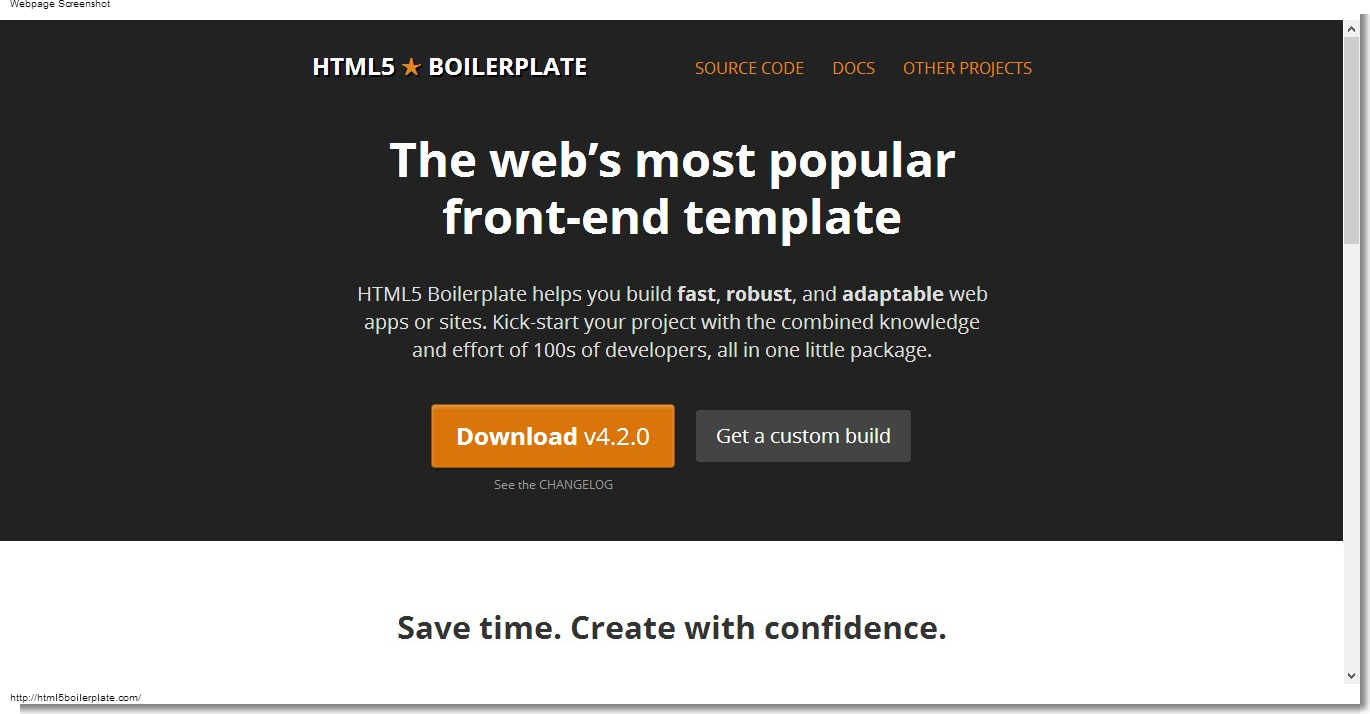 Webpage Screenshot
HTML5 ★ BOILERPLATE
SOURCE CODE DOCS OTHER PROJECTS
The web’s most popular
front-end template
HTML5 Boilerplate helps you build fast, robust, and adaptable web
apps or sites. Kick-start your project with the combined knowledge
and effort of 100s of developers, all in one little package.
Download v4.2.0
Get a custom build
See the CHANGELOG
Save time. Create with confidence.
http://html5boilerplate.com/